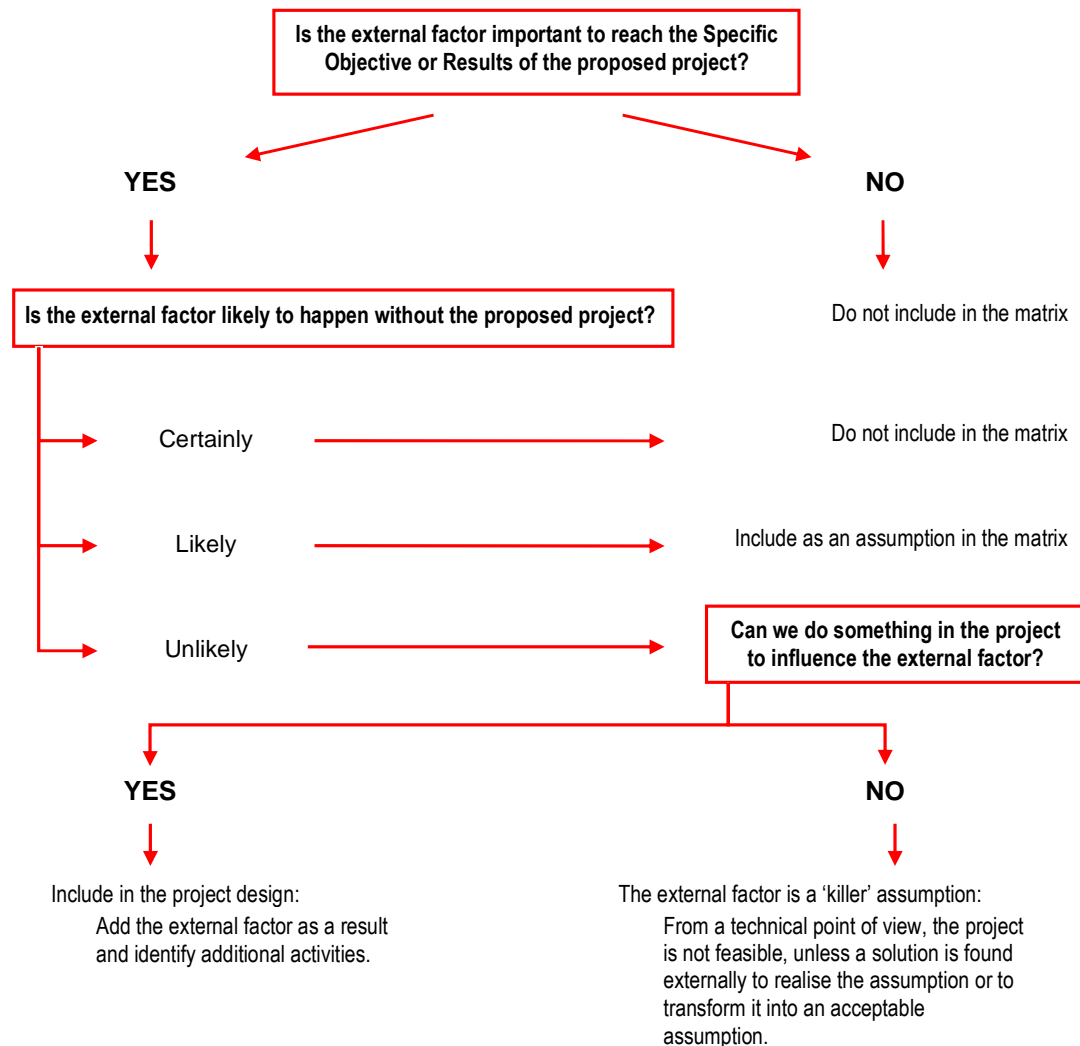 Is the external factor important to reach the Specific
Objective or Results of the proposed project?
YES
NO
Is the external factor likely to happen without the proposed project?
Do not include in the matrix
Certainly
Do not include in the matrix
Likely
Include as an assumption in the matrix
Unlikely
Can we do something in the project
to influence the external factor?
YES
NO
Include in the project design:
Add the external factor as a result
and identify additional activities.
The external factor is a ‘killer’ assumption:
From a technical point of view, the project
is not feasible, unless a solution is found
externally to realise the assumption or to
transform it into an acceptable
assumption.